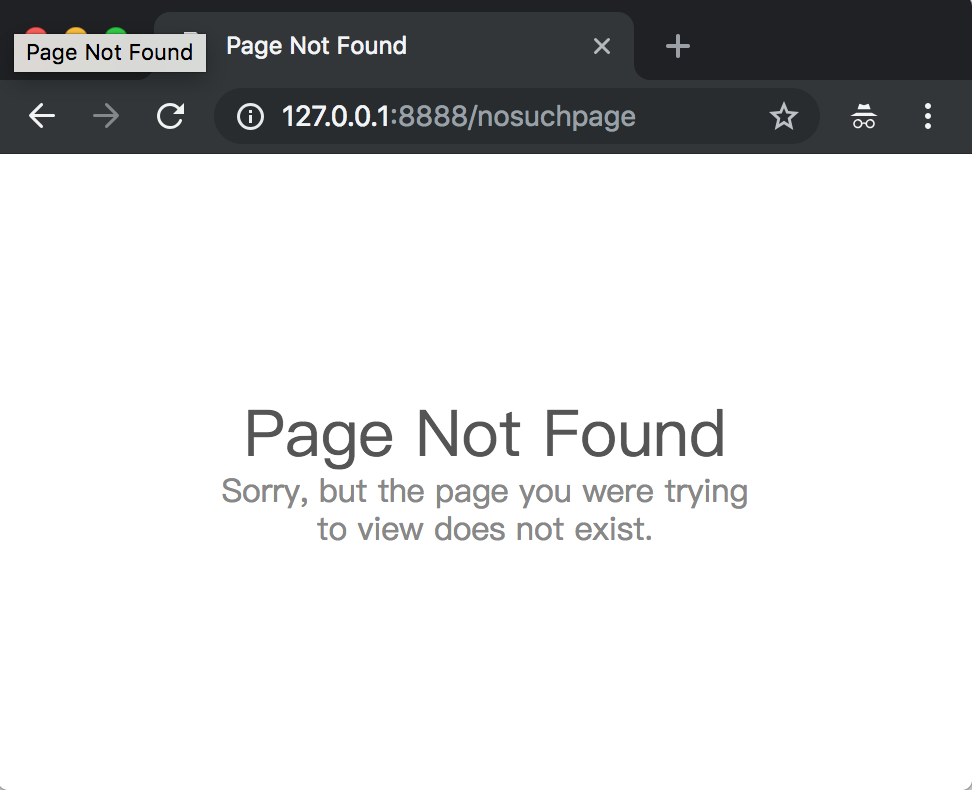 Page Not Found
Page Not Found
127.0.0.1:8888/nosuchpage
Page Not Found
Sorry, but the page you were trying
to view does not exist.